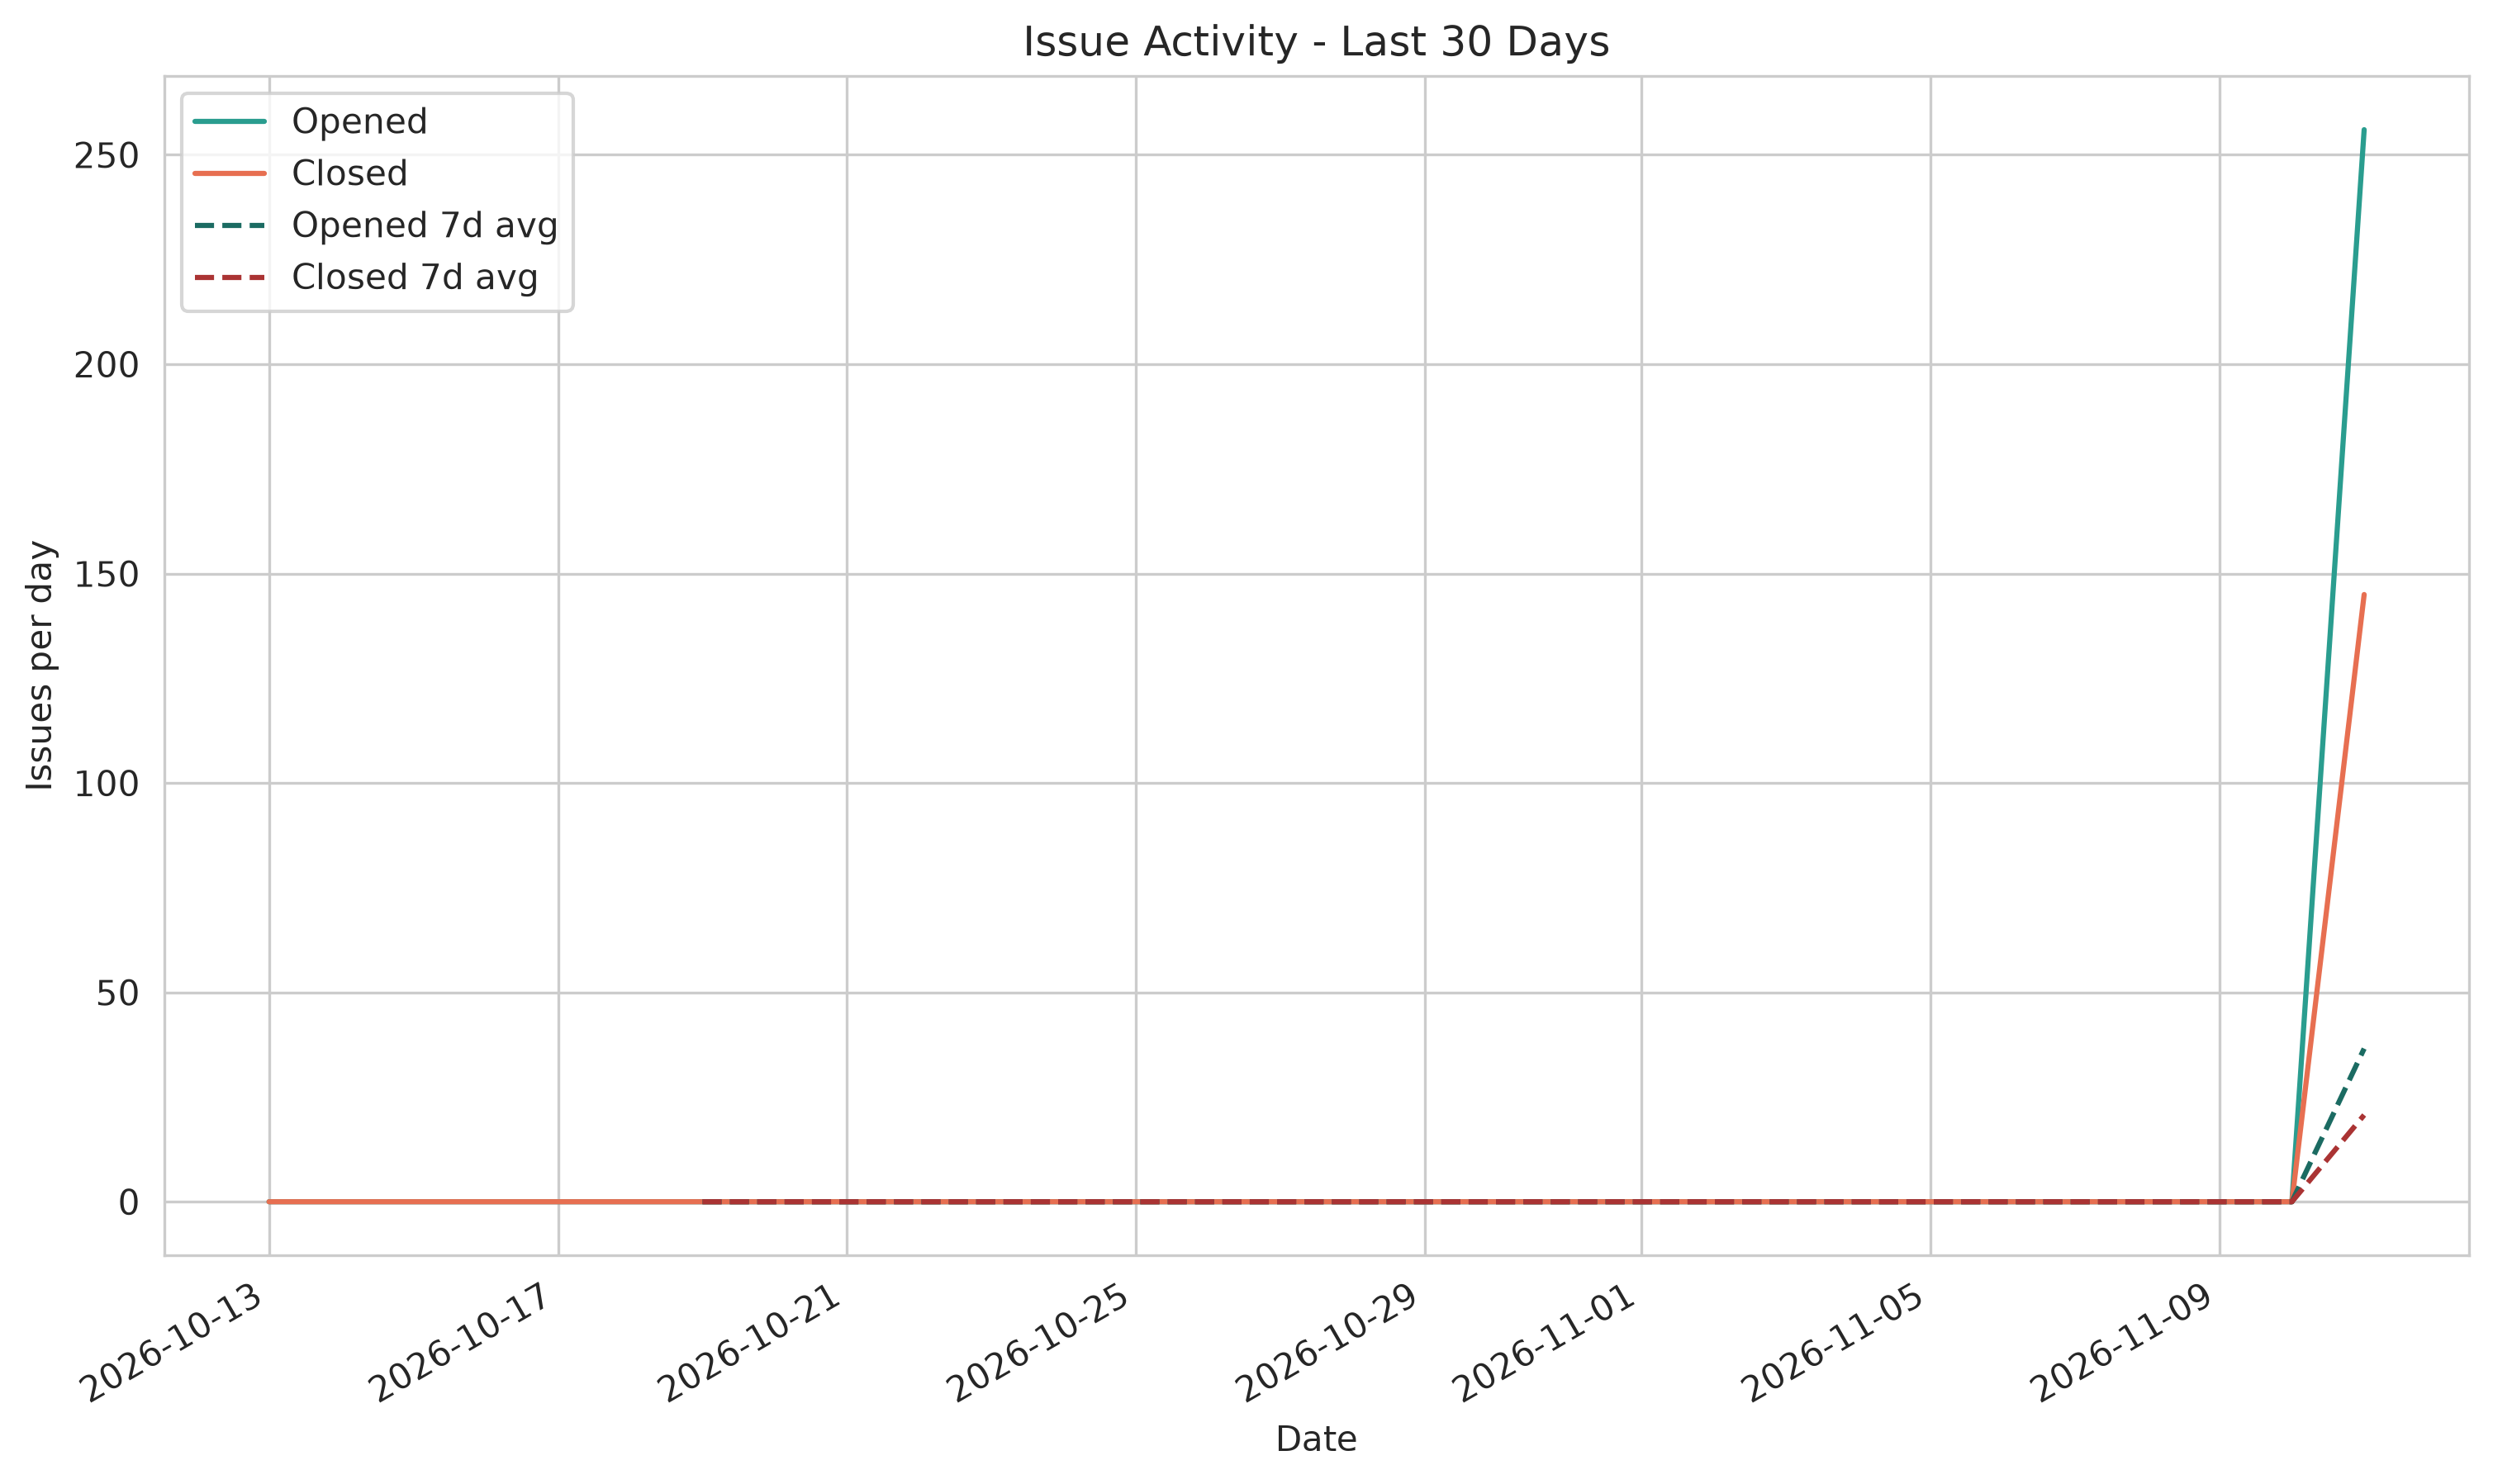 Issue Activity - Last 30 Days
Opened
Closed
Opened 7d avg
Closed 7d avg
Issues per day
250
200
150
100
50
0
2026-10-13
2026-10-17
2026-10-21
2026-10-25
2026-10-29
2026-11-01
2026-11-05
2026-11-09
Date